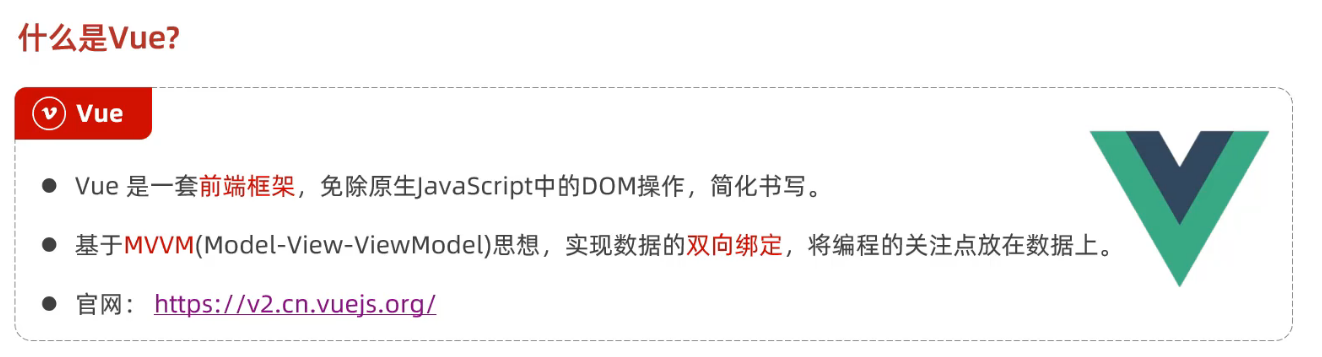 什么是Vue?
Vue
Vue 是一套前端框架，免除原生JavaScript中的DOM操作，简化书写。
基于MVVM(Model-View-ViewModel)思想，实现数据的双向绑定，将编程的关注点放在数据上。
官网： https://v2.cn.vuejs.org/